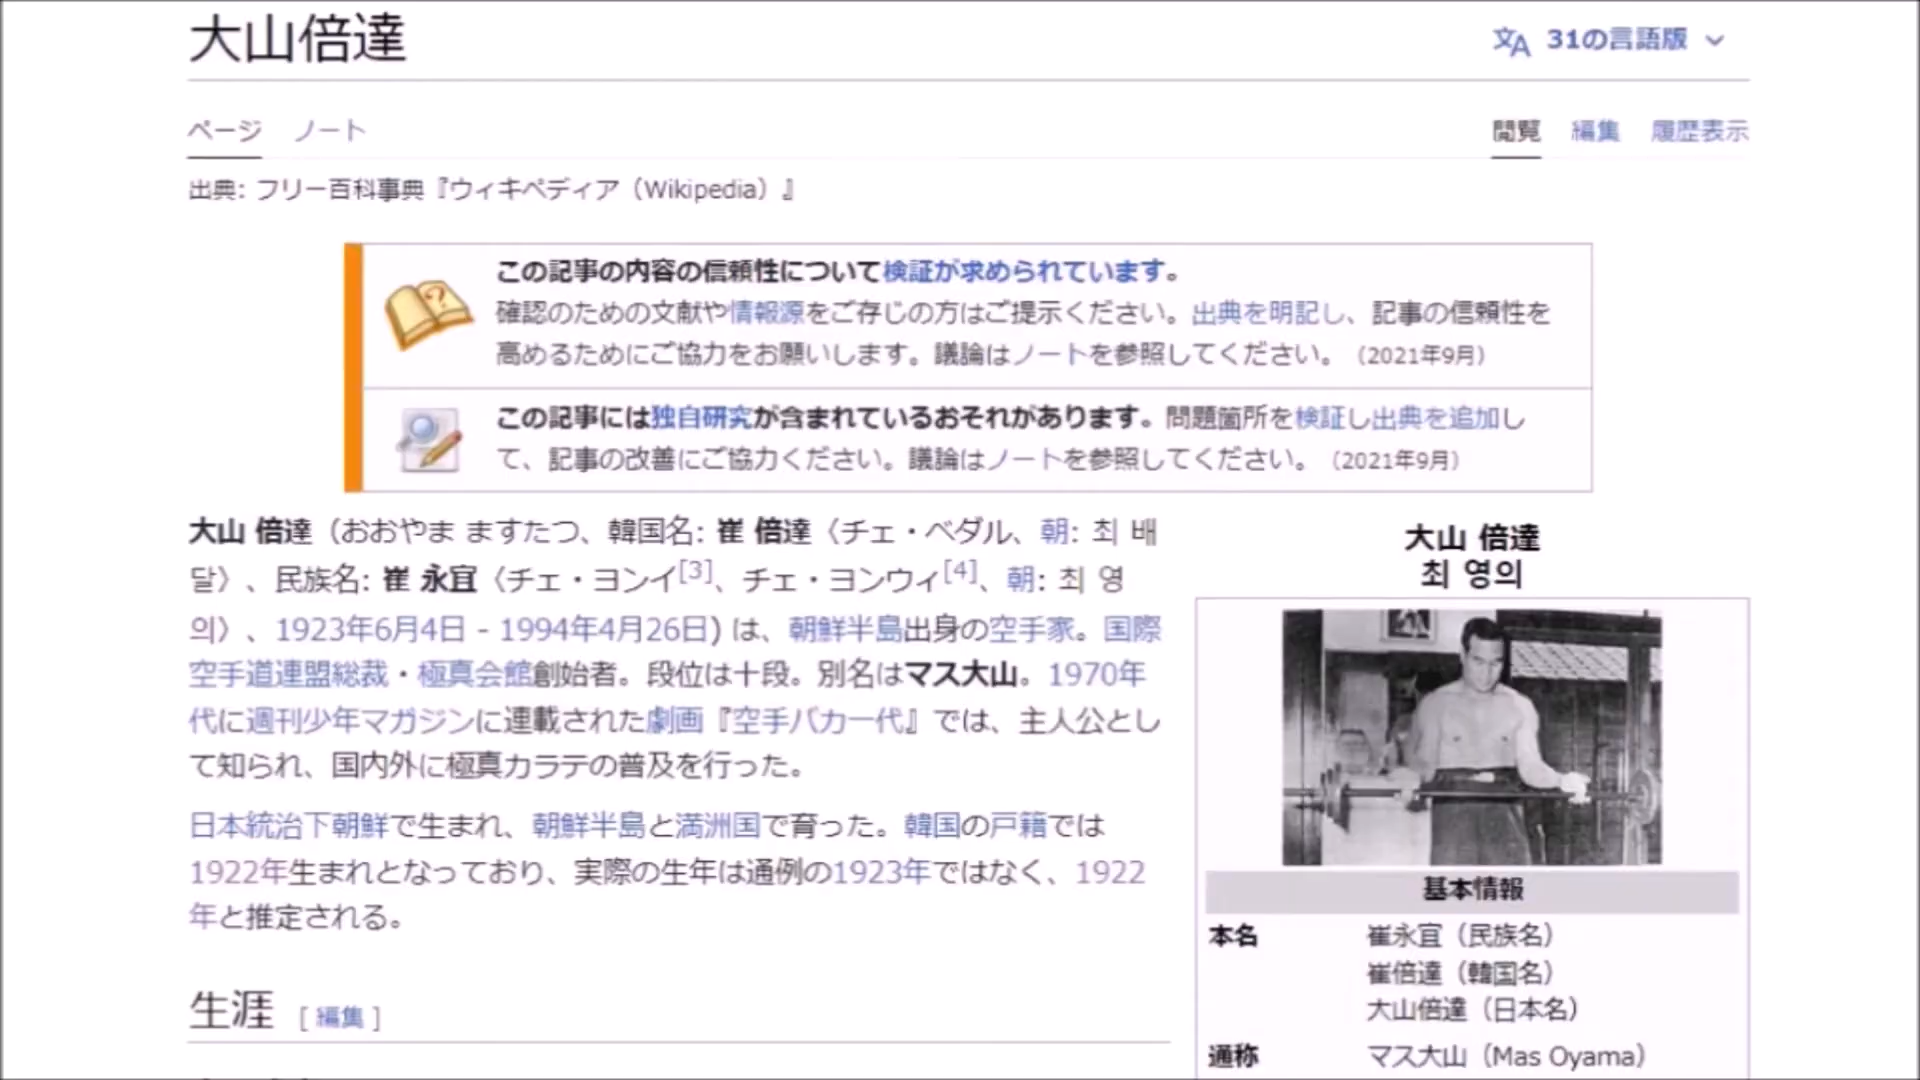 大山倍達
31の言語版
ページ ノート
閲覧 編集 履歴表示
出典: フリー百科事典『ウィキペディア（Wikipedia）』
この記事の内容の信頼性について検証が求められています。
確認のための文献や情報源をご存じの方はご提示ください。出典を明記し、記事の信頼性を
高めるためにご協力をお願いします。議論はノートを参照してください。（2021年9月）
この記事には独自研究が含まれているおそれがあります。問題箇所を検証し出典を追加し
て、記事の改善にご協力ください。議論はノートを参照してください。（2021年9月）
大山 倍達（おおやま ますたつ、韓国名: 崔 倍達〈チェ・ベダル、朝: 최 배
달〉、民族名: 崔 永宜〈チェ・ヨンイ[3]、チェ・ヨンウィ[4]、朝: 최 영
의〉、1923年6月4日 - 1994年4月26日) は、朝鮮半島出身の空手家。国際
空手道連盟総裁・極真会館創始者。段位は十段。別名はマス大山。1970年
代に週刊少年マガジンに連載された劇画『空手バカ一代』では、主人公とし
て知られ、国内外に極真カラテの普及を行った。
日本統治下朝鮮で生まれ、朝鮮半島と満洲国で育った。韓国の戸籍では
1922年生まれとなっており、実際の生年は通例の1923年ではなく、1922
年と推定される。
生涯 [ 編集 ]
大山 倍達
최 영의
基本情報
本名 崔永宜（民族名）
崔倍達（韓国名）
大山倍達（日本名）
通称 マス大山（Mas Oyama）